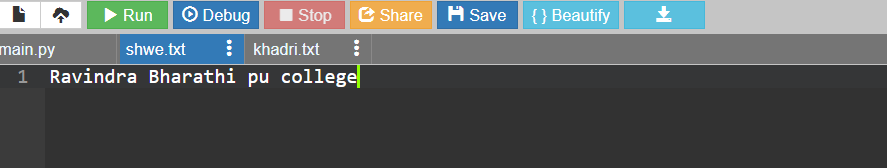 Run Debug Stop Share Save { } Beautify
main.py shwe.txt khadri.txt
1 Ravindra Bharathi pu college